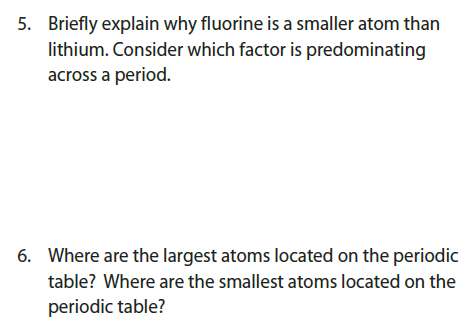 5. Briefly explain why fluorine is a smaller atom than
lithium. Consider which factor is predominating
across a period.
6. Where are the largest atoms located on the periodic
table? Where are the smallest atoms located on the
periodic table?